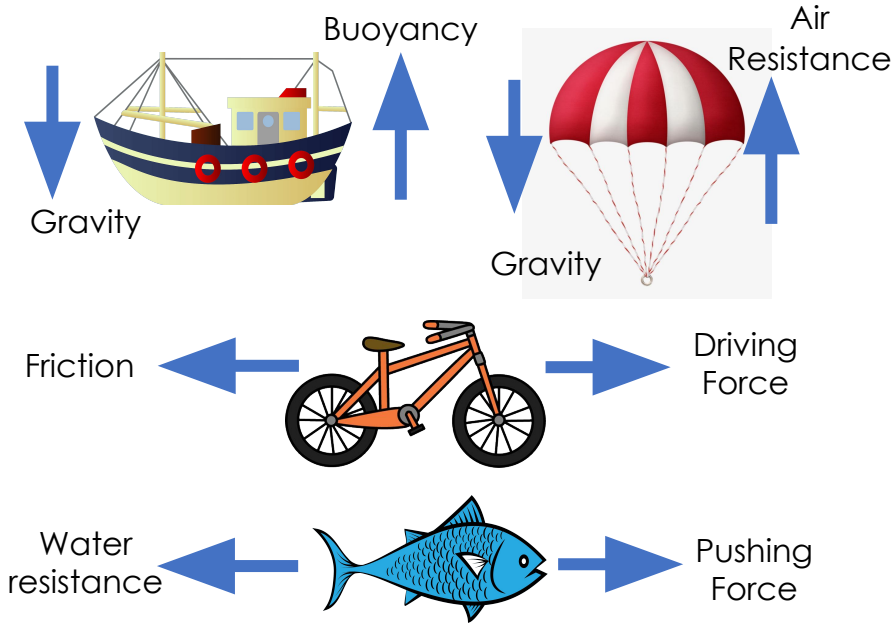 Buoyancy
Gravity
Air
Resistance
Gravity
Friction
Driving
Force
Water
resistance
Pushing
Force